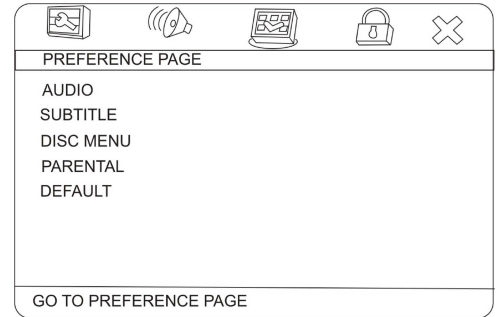 PREFERENCE PAGE
AUDIO
SUBTITLE
DISC MENU
PARENTAL
DEFAULT
GO TO PREFERENCE PAGE